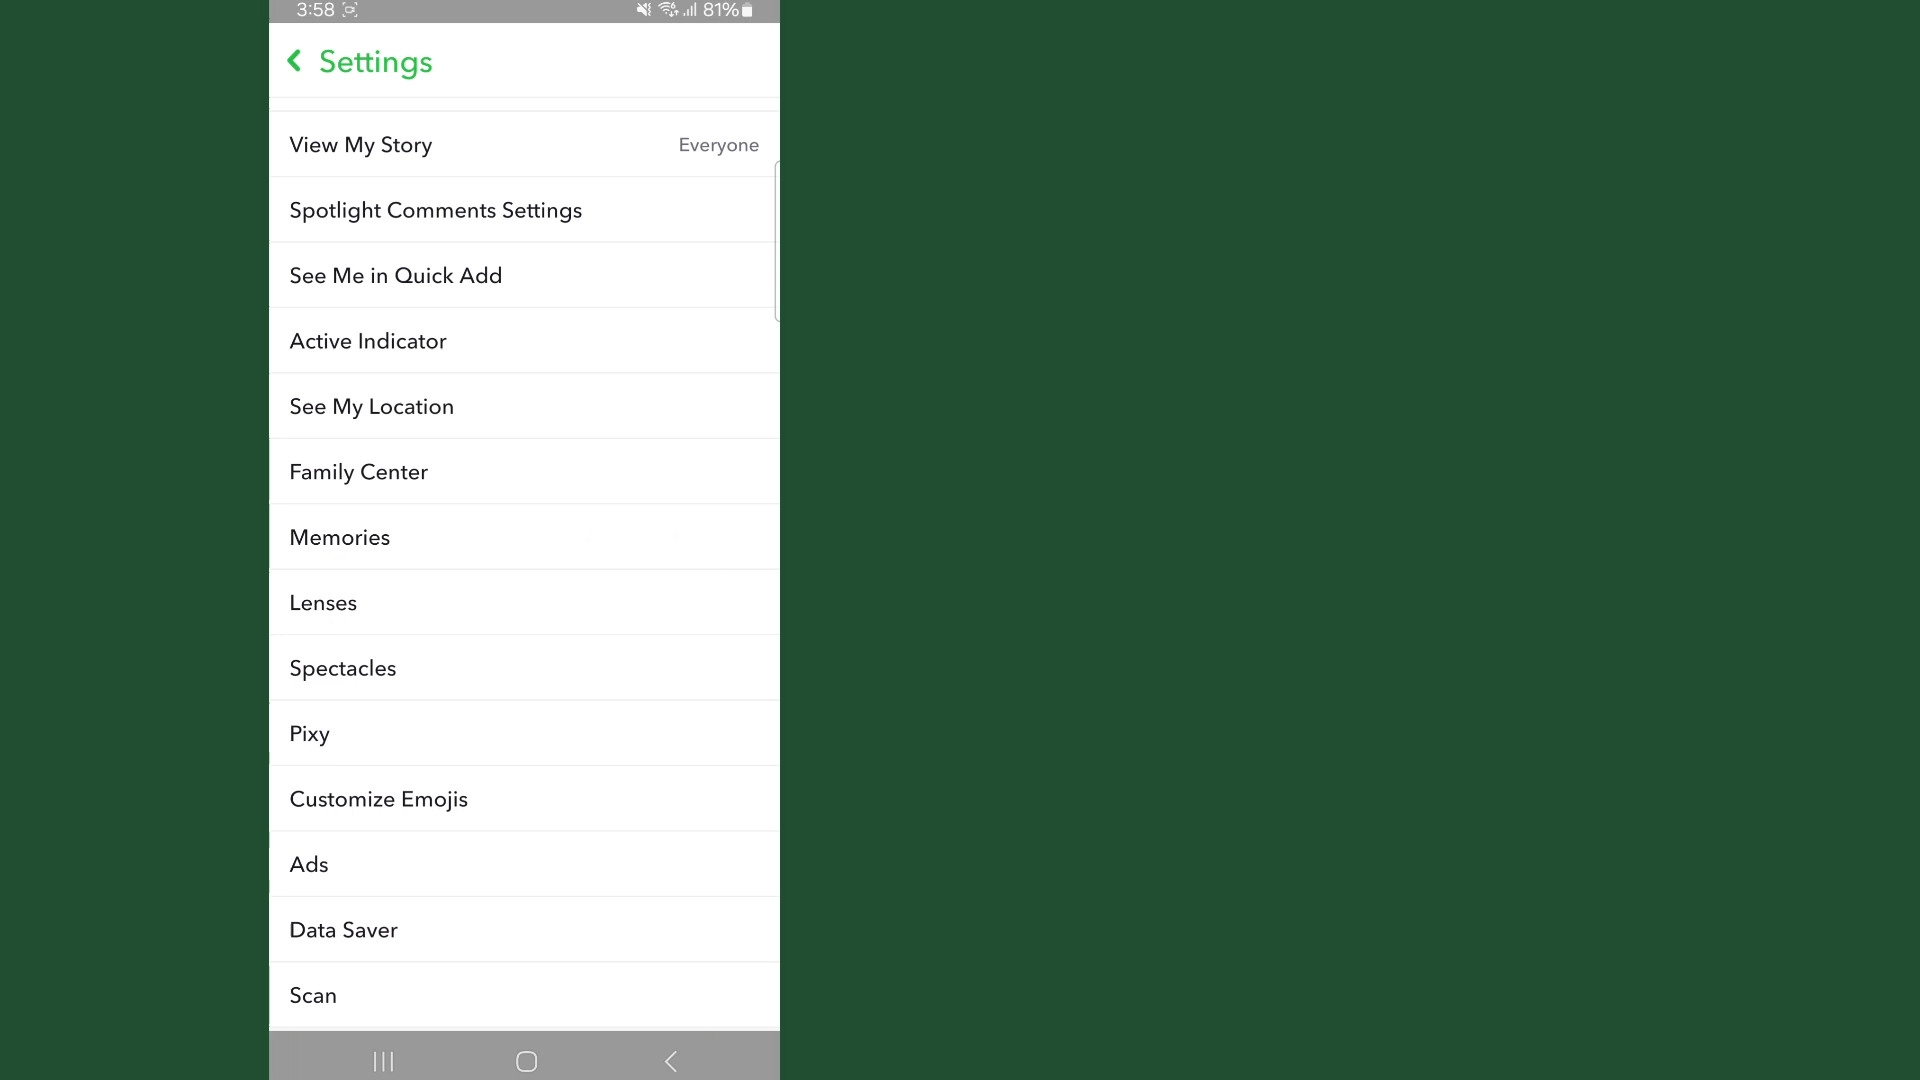 3:58 81%
Settings
View My Story Everyone
Spotlight Comments Settings
See Me in Quick Add
Active Indicator
See My Location
Family Center
Memories
Lenses
Spectacles
Pixy
Customize Emojis
Ads
Data Saver
Scan